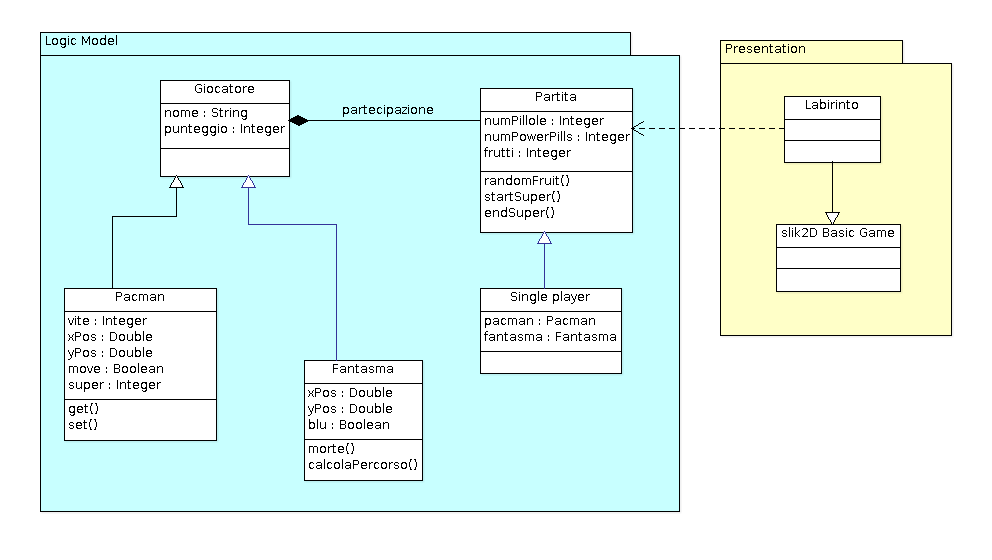 Logic Model
Giocatore
nome : String
punteggio : Integer
partecipazione
Partita
numPillole : Integer
numPowerPills : Integer
frutti : Integer
randomFruit()
startSuper()
endSuper()
Pacman
vite : Integer
xPos : Double
yPos : Double
move : Boolean
super : Integer
get()
set()
Fantasma
xPos : Double
yPos : Double
blu : Boolean
morte()
calcolaPercorso()
Single player
pacman : Pacman
fantasma : Fantasma
Presentation
Labirinto
slik2D Basic Game